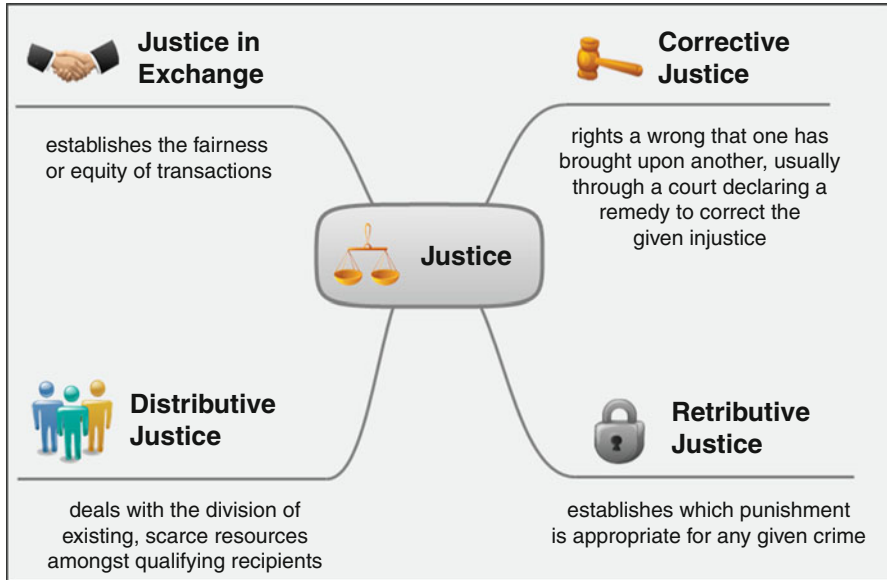 Justice in
Exchange
establishes the fairness
or equity of transactions
Corrective
Justice
rights a wrong that one has
brought upon another, usually
through a court declaring a
remedy to correct the
given injustice
Justice
Distributive
Justice
deals with the division of
existing, scarce resources
amongst qualifying recipients
Retributive
Justice
establishes which punishment
is appropriate for any given crime